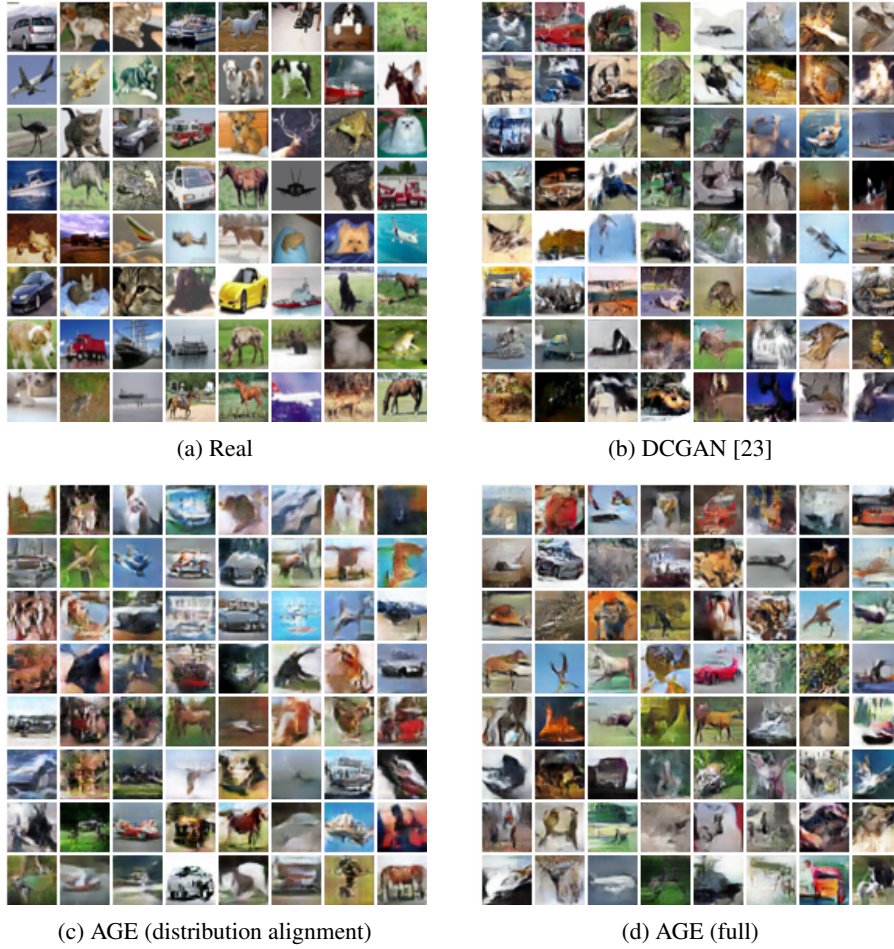 (a) Real
(b) DCGAN [23]
(c) AGE (distribution alignment)
(d) AGE (full)